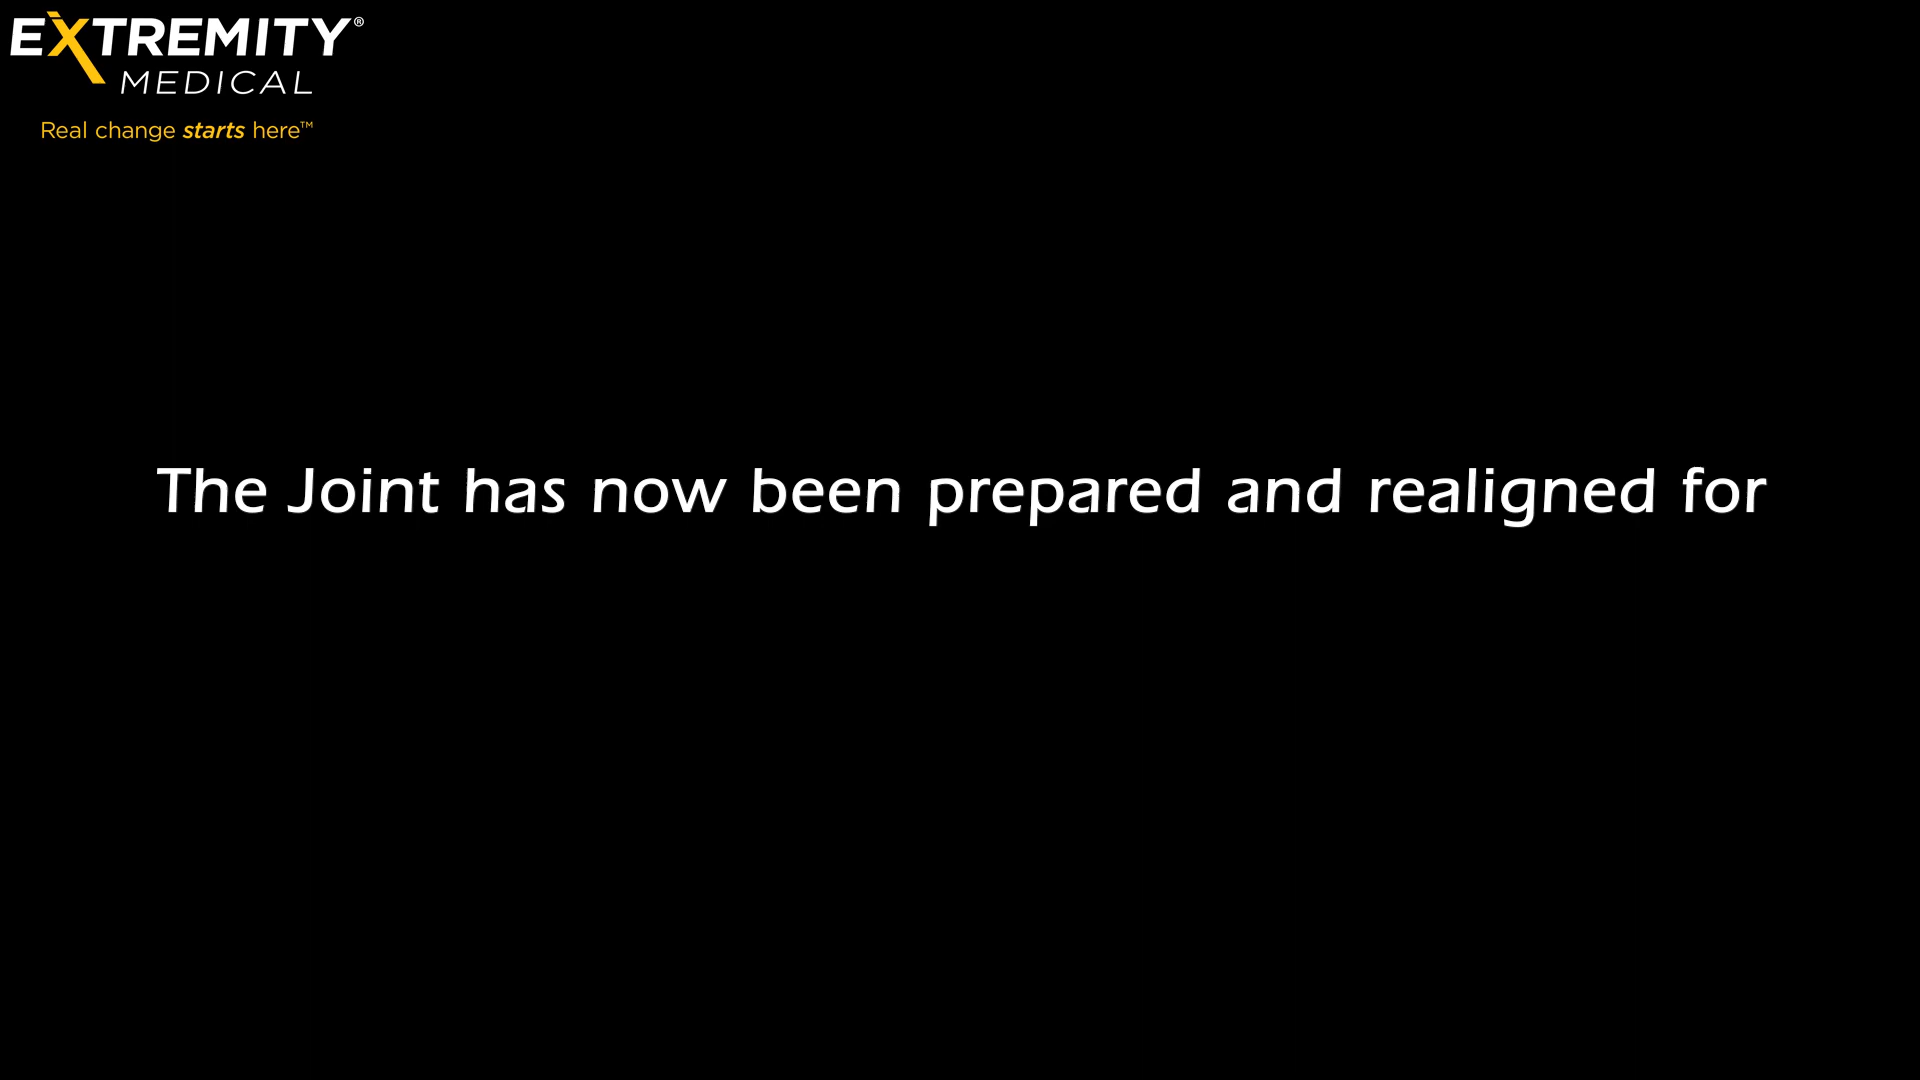 EXTREMITY®
MEDICAL
Real change starts here™
The Joint has now been prepared and realigned for